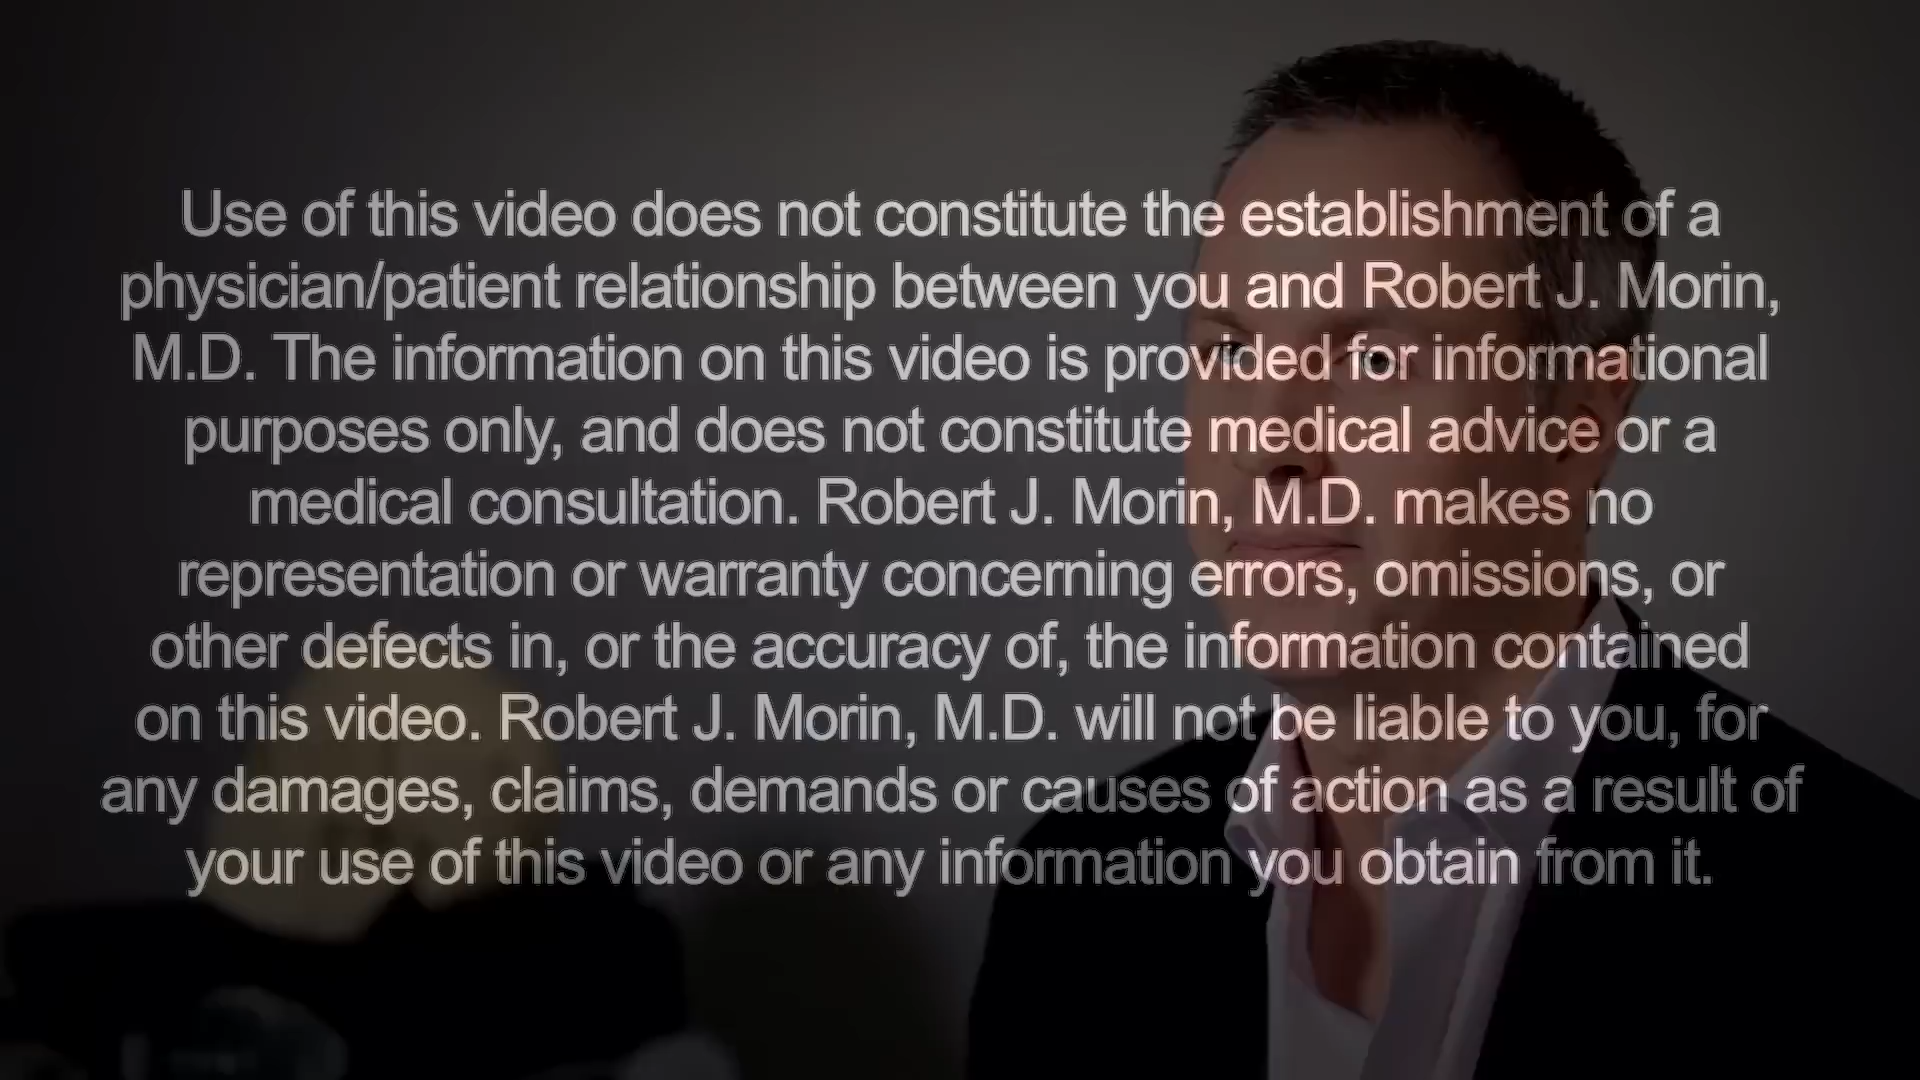 Use of this video does not constitute the establishment of a
physician/patient relationship between you and Robert J. Morin,
M.D. The information on this video is provided for informational
purposes only, and does not constitute medical advice or a
medical consultation. Robert J. Morin, M.D. makes no
representation or warranty concerning errors, omissions, or
other defects in, or the accuracy of, the information contained
on this video. Robert J. Morin, M.D. will not be liable to you, for
any damages, claims, demands or causes of action as a result of
your use of this video or any information you obtain from it.